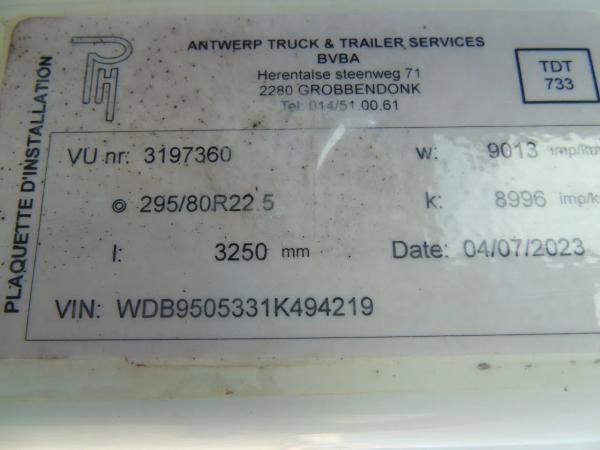 ANTWERP TRUCK & TRAILER SERVICES
BVBA
Herentalse steenweg 71
2280 GROBBENDONK
Tel: 014/51.00.61
TDT
733
PLAQUETTE D'INSTALLATION
VU nr: 3197360
w: 9013 imp/km
295/80R22.5
k: 8996 imp/k
l: 3250 mm
Date: 04/07/2023
VIN: WDB9505331K494219